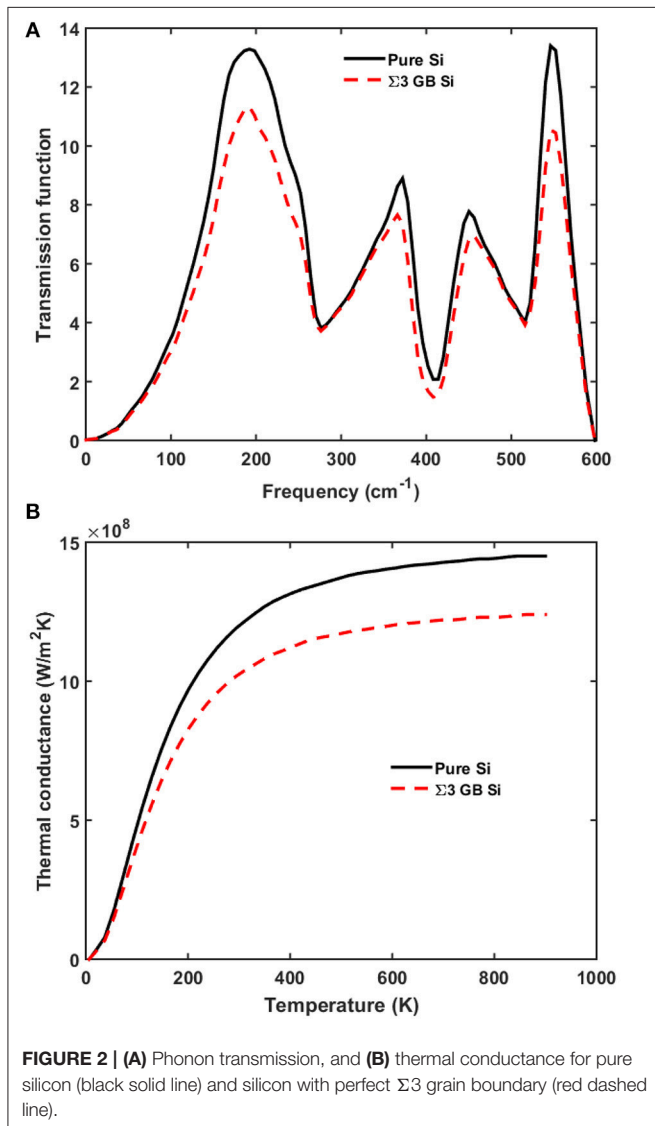 A
14
12
10
8
6
4
2
0
Transmission function
Pure Si
Σ3 GB Si
0 100 200 300 400 500 600
Frequency (cm⁻¹)
B
×10⁸
15
10
5
0
Thermal conductance (W/m²K)
Pure Si
Σ3 GB Si
200 400 600 800 1000
Temperature (K)
FIGURE 2 | (A) Phonon transmission, and (B) thermal conductance for pure
silicon (black solid line) and silicon with perfect Σ3 grain boundary (red dashed
line).